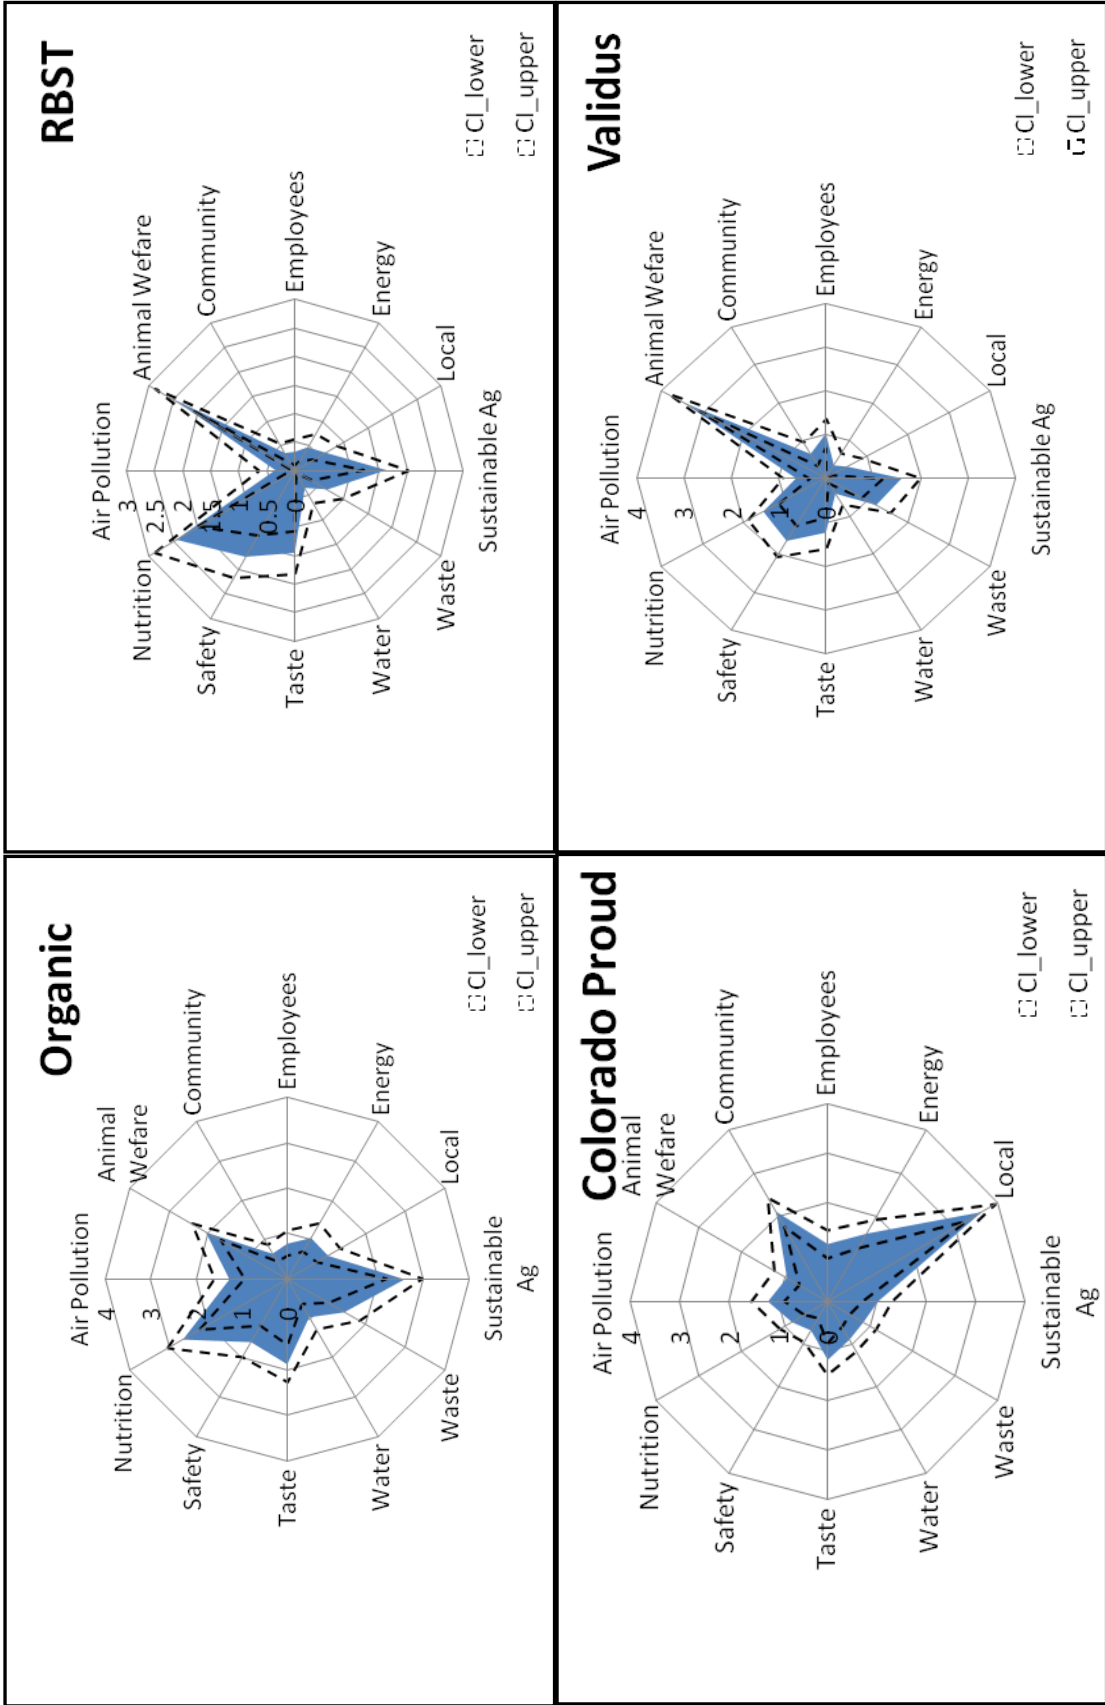 RBST
Air Pollution
Animal Wefare
Community
Employees
Energy
Local
Sustainable Ag
Waste
Water
Taste
Safety
Nutrition
3
2.5
2
1.5
1
0.5
0
CI_lower
CI_upper
Validus
Air Pollution
Animal Wefare
Community
Employees
Energy
Local
Sustainable Ag
Waste
Water
Taste
Safety
Nutrition
4
3
2
1
0
CI_lower
CI_upper
Organic
Air Pollution
Animal
Wefare
Community
Employees
Energy
Local
Sustainable
Ag
Waste
Water
Taste
Safety
Nutrition
4
3
2
1
0
CI_lower
CI_upper
Colorado Proud
Air Pollution
Animal
Wefare
Community
Employees
Energy
Local
Sustainable
Ag
Waste
Water
Taste
Safety
Nutrition
4
3
2
1
0
CI_lower
CI_upper